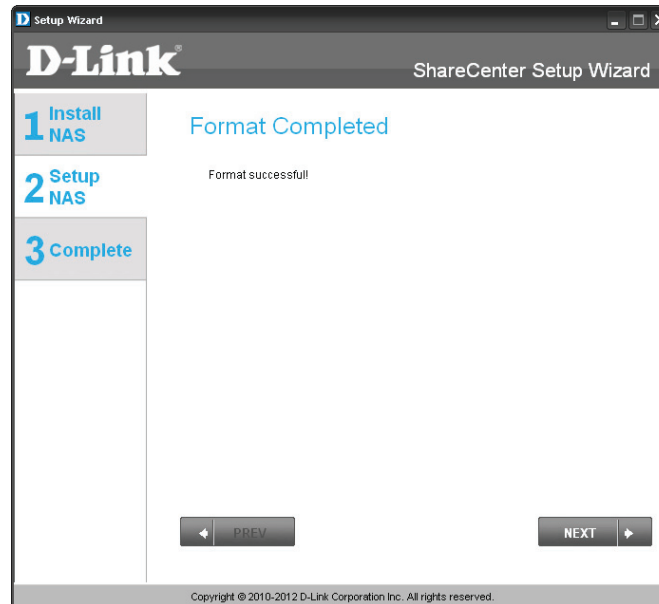 Setup Wizard
D-Link®
ShareCenter Setup Wizard
1 Install
NAS
2 Setup
NAS
3 Complete
Format Completed
Format successful!
PREV
NEXT
Copyright © 2010-2012 D-Link Corporation Inc. All rights reserved.